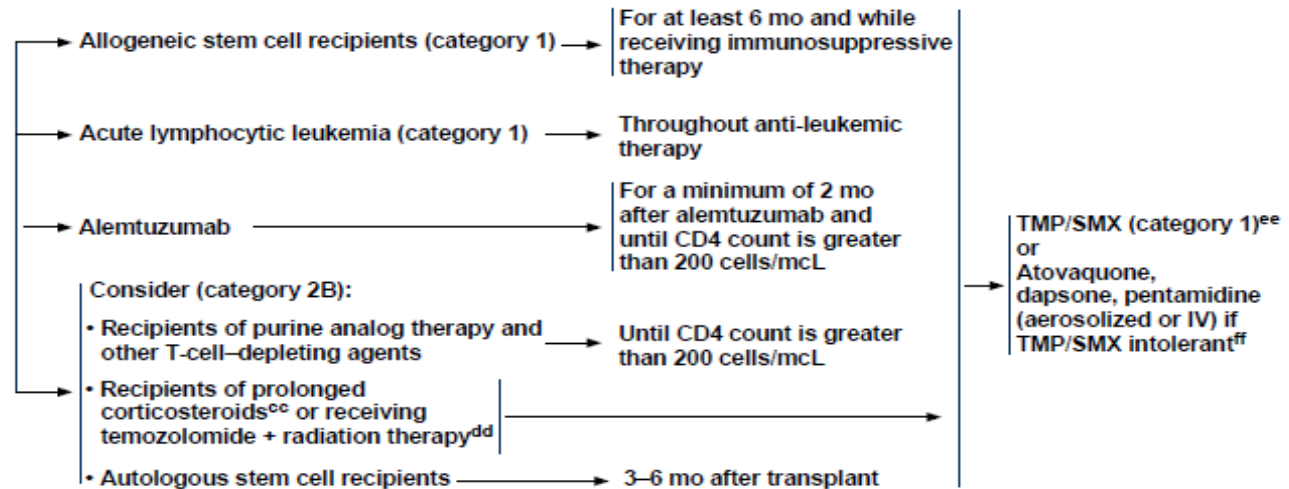 Allogeneic stem cell recipients (category 1)
For at least 6 mo and while
receiving immunosuppressive
therapy
Acute lymphocytic leukemia (category 1)
Throughout anti-leukemic
therapy
Alemtuzumab
For a minimum of 2 mo
after alemtuzumab and
until CD4 count is greater
than 200 cells/mcL
Consider (category 2B):
• Recipients of purine analog therapy and
other T-cell–depleting agents
Until CD4 count is greater
than 200 cells/mcL
• Recipients of prolonged
corticosteroidscc or receiving
temozolomide + radiation therapydd
• Autologous stem cell recipients
3–6 mo after transplant
TMP/SMX (category 1)ee
or
Atovaquone,
dapsone, pentamidine
(aerosolized or IV) if
TMP/SMX intolerantff